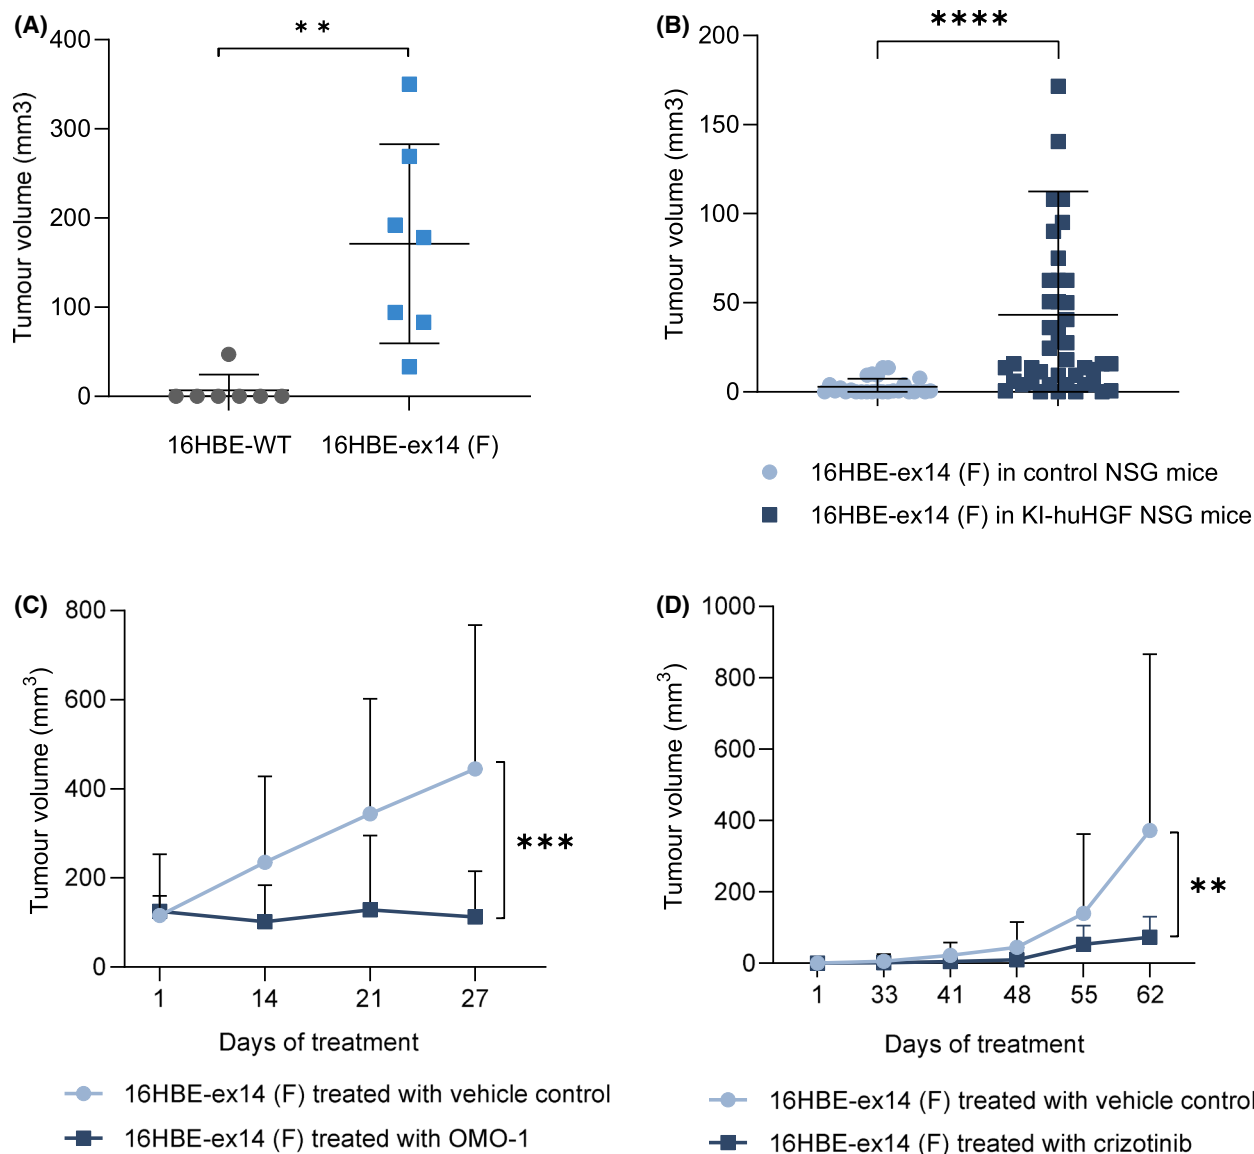 (A)
**
Tumour volume (mm3)
400
300
200
100
0
16HBE-WT
16HBE-ex14 (F)
(B)
****
Tumour volume (mm3)
200
150
100
50
0
16HBE-ex14 (F) in control NSG mice
16HBE-ex14 (F) in KI-huHGF NSG mice
(C)
Tumour volume (mm³)
800
600
400
200
0
***
1 14 21 27
Days of treatment
16HBE-ex14 (F) treated with vehicle control
16HBE-ex14 (F) treated with OMO-1
(D)
Tumour volume (mm³)
1000
800
600
400
200
0
**
1 33 41 48 55 62
Days of treatment
16HBE-ex14 (F) treated with vehicle control
16HBE-ex14 (F) treated with crizotinib